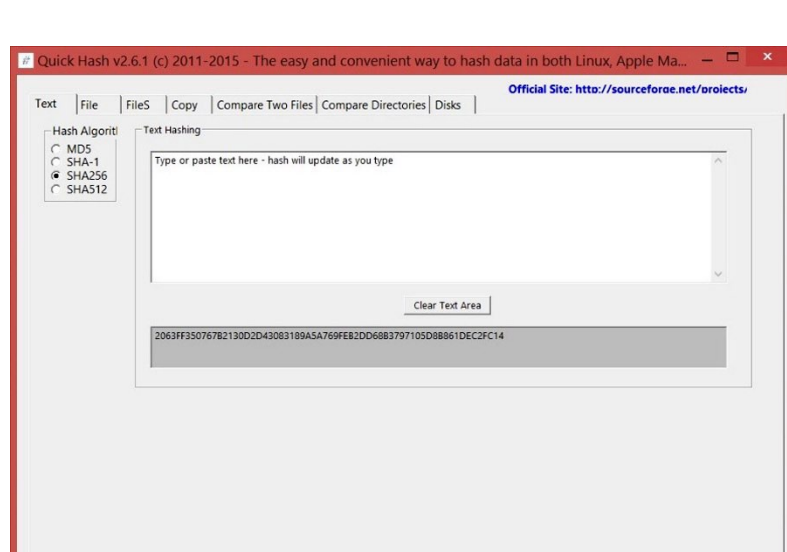 Quick Hash v2.6.1 (c) 2011-2015 - The easy and convenient way to hash data in both Linux, Apple Ma...
Official Site: http://sourceforge.net/projects/
Text File FileS Copy Compare Two Files Compare Directories Disks
Hash Algorit
Text Hashing
MD5
SHA-1
SHA256
SHA512
Type or paste text here - hash will update as you type
Clear Text Area
2063FF350767B2130D2D43083189A5A769FEB2DD68B3797105D8B861DEC2FC14